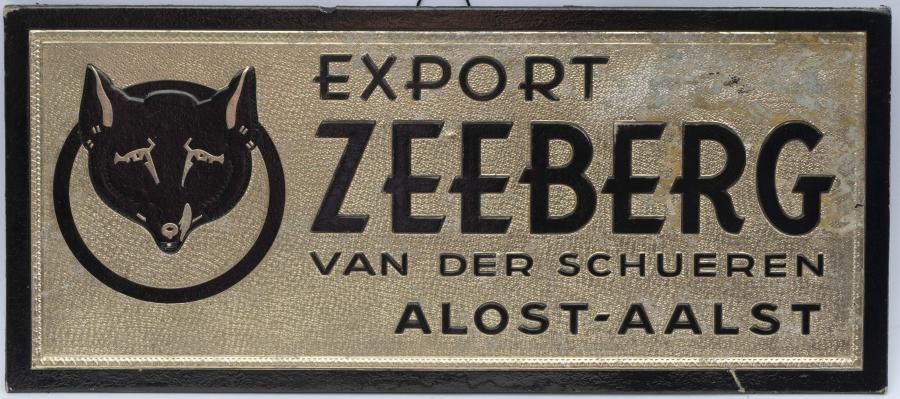 EXPORT
ZEEBERG
VAN DER SCHUEREN
ALOST-AALST